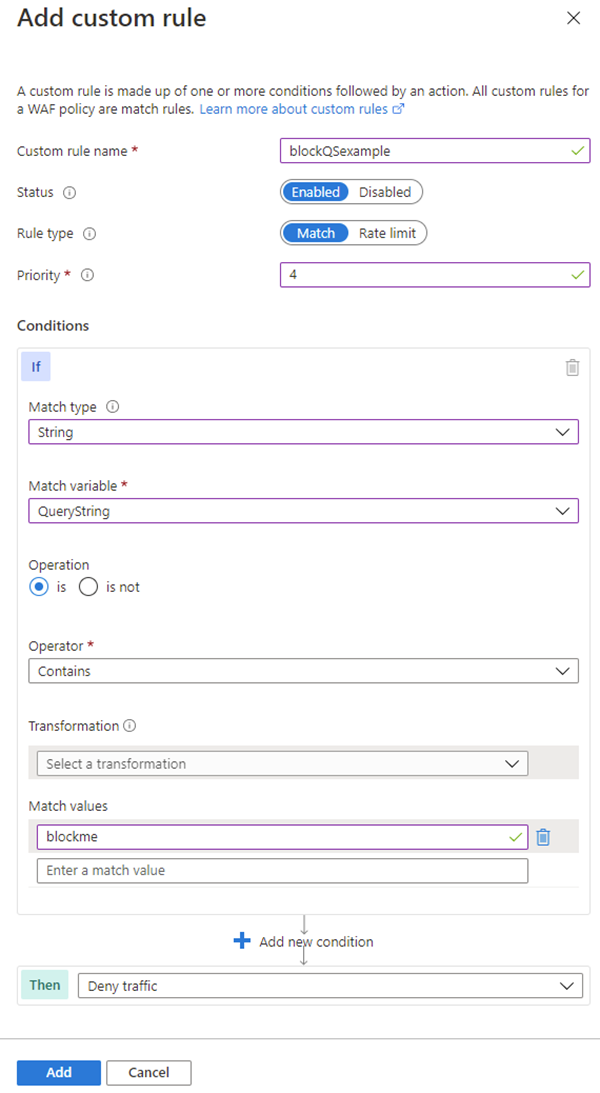 Add custom rule
A custom rule is made up of one or more conditions followed by an action. All custom rules for
a WAF policy are match rules. Learn more about custom rules
Custom rule name * blockQSexample
Status Enabled Disabled
Rule type Match Rate limit
Priority * 4
Conditions
If
Match type
String
Match variable *
QueryString
Operation
is is not
Operator *
Contains
Transformation
Select a transformation
Match values
blockme
Enter a match value
Add new condition
Then Deny traffic
Add Cancel